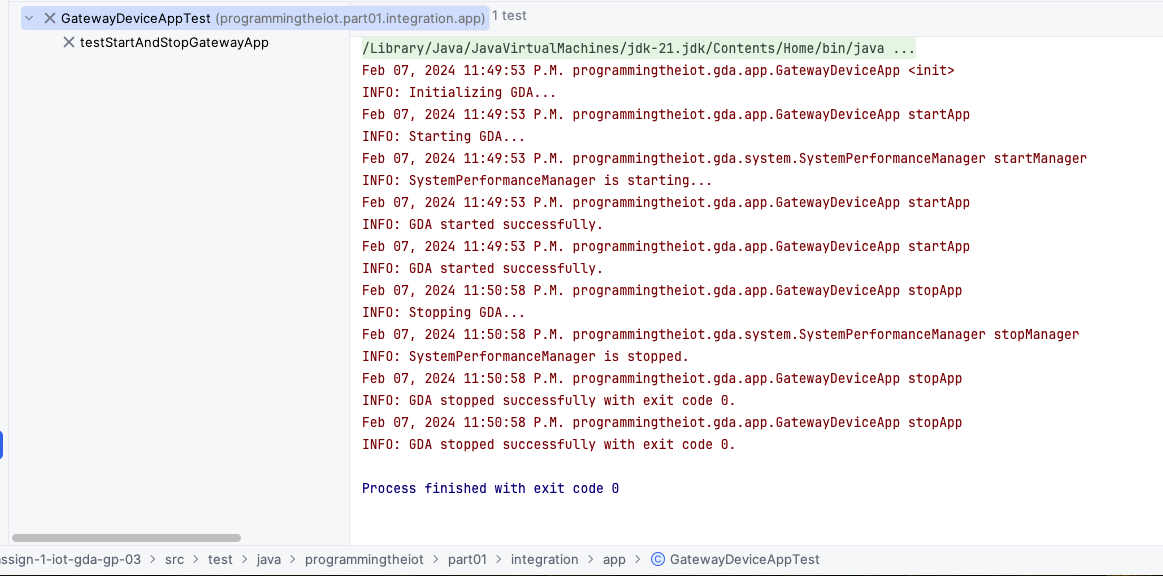 GatewayDeviceAppTest (programmingtheiot.part01.integration.app) 1 test
testStartAndStopGatewayApp
/Library/Java/JavaVirtualMachines/jdk-21.jdk/Contents/Home/bin/java ...
Feb 07, 2024 11:49:53 P.M. programmingtheiot.gda.app.GatewayDeviceApp <init>
INFO: Initializing GDA...
Feb 07, 2024 11:49:53 P.M. programmingtheiot.gda.app.GatewayDeviceApp startApp
INFO: Starting GDA...
Feb 07, 2024 11:49:53 P.M. programmingtheiot.gda.system.SystemPerformanceManager startManager
INFO: SystemPerformanceManager is starting...
Feb 07, 2024 11:49:53 P.M. programmingtheiot.gda.app.GatewayDeviceApp startApp
INFO: GDA started successfully.
Feb 07, 2024 11:49:53 P.M. programmingtheiot.gda.app.GatewayDeviceApp startApp
INFO: GDA started successfully.
Feb 07, 2024 11:50:58 P.M. programmingtheiot.gda.app.GatewayDeviceApp stopApp
INFO: Stopping GDA...
Feb 07, 2024 11:50:58 P.M. programmingtheiot.gda.system.SystemPerformanceManager stopManager
INFO: SystemPerformanceManager is stopped.
Feb 07, 2024 11:50:58 P.M. programmingtheiot.gda.app.GatewayDeviceApp stopApp
INFO: GDA stopped successfully with exit code 0.
Feb 07, 2024 11:50:58 P.M. programmingtheiot.gda.app.GatewayDeviceApp stopApp
INFO: GDA stopped successfully with exit code 0.
Process finished with exit code 0
ssign-1-iot-gda-gp-03 > src > test > java > programmingtheiot > part01 > integration > app > © GatewayDeviceAppTest